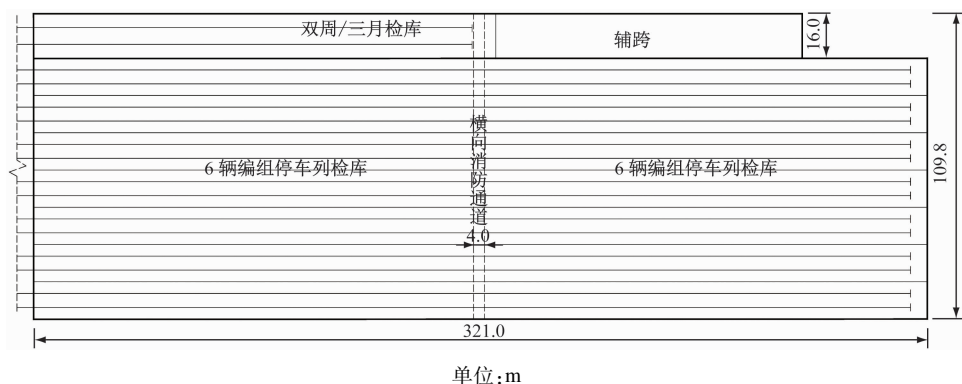 双周/三月检库
辅跨
16.0
6 辆编组停车列检库
横向消防通道
6 辆编组停车列检库
109.8
4.0
321.0
单位:m